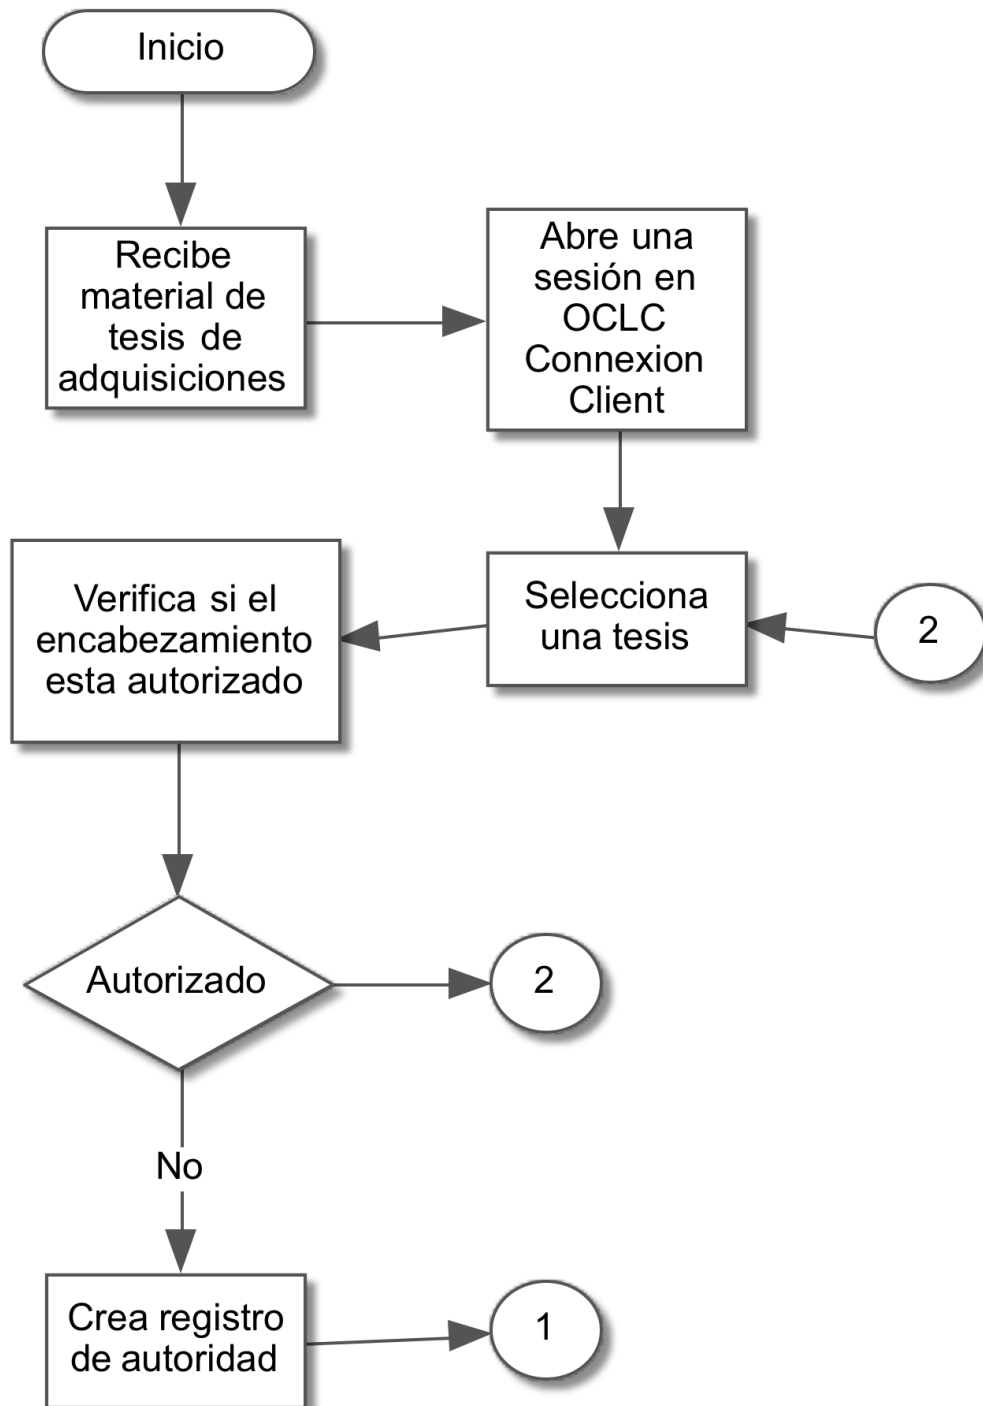 Inicio
Recibe
material de
tesis de
adquisiciones
Abre una
sesión en
OCLC
Connexion
Client
Selecciona
una tesis
2
Verifica si el
encabezamiento
esta autorizado
Autorizado
2
No
Crea registro
de autoridad
1